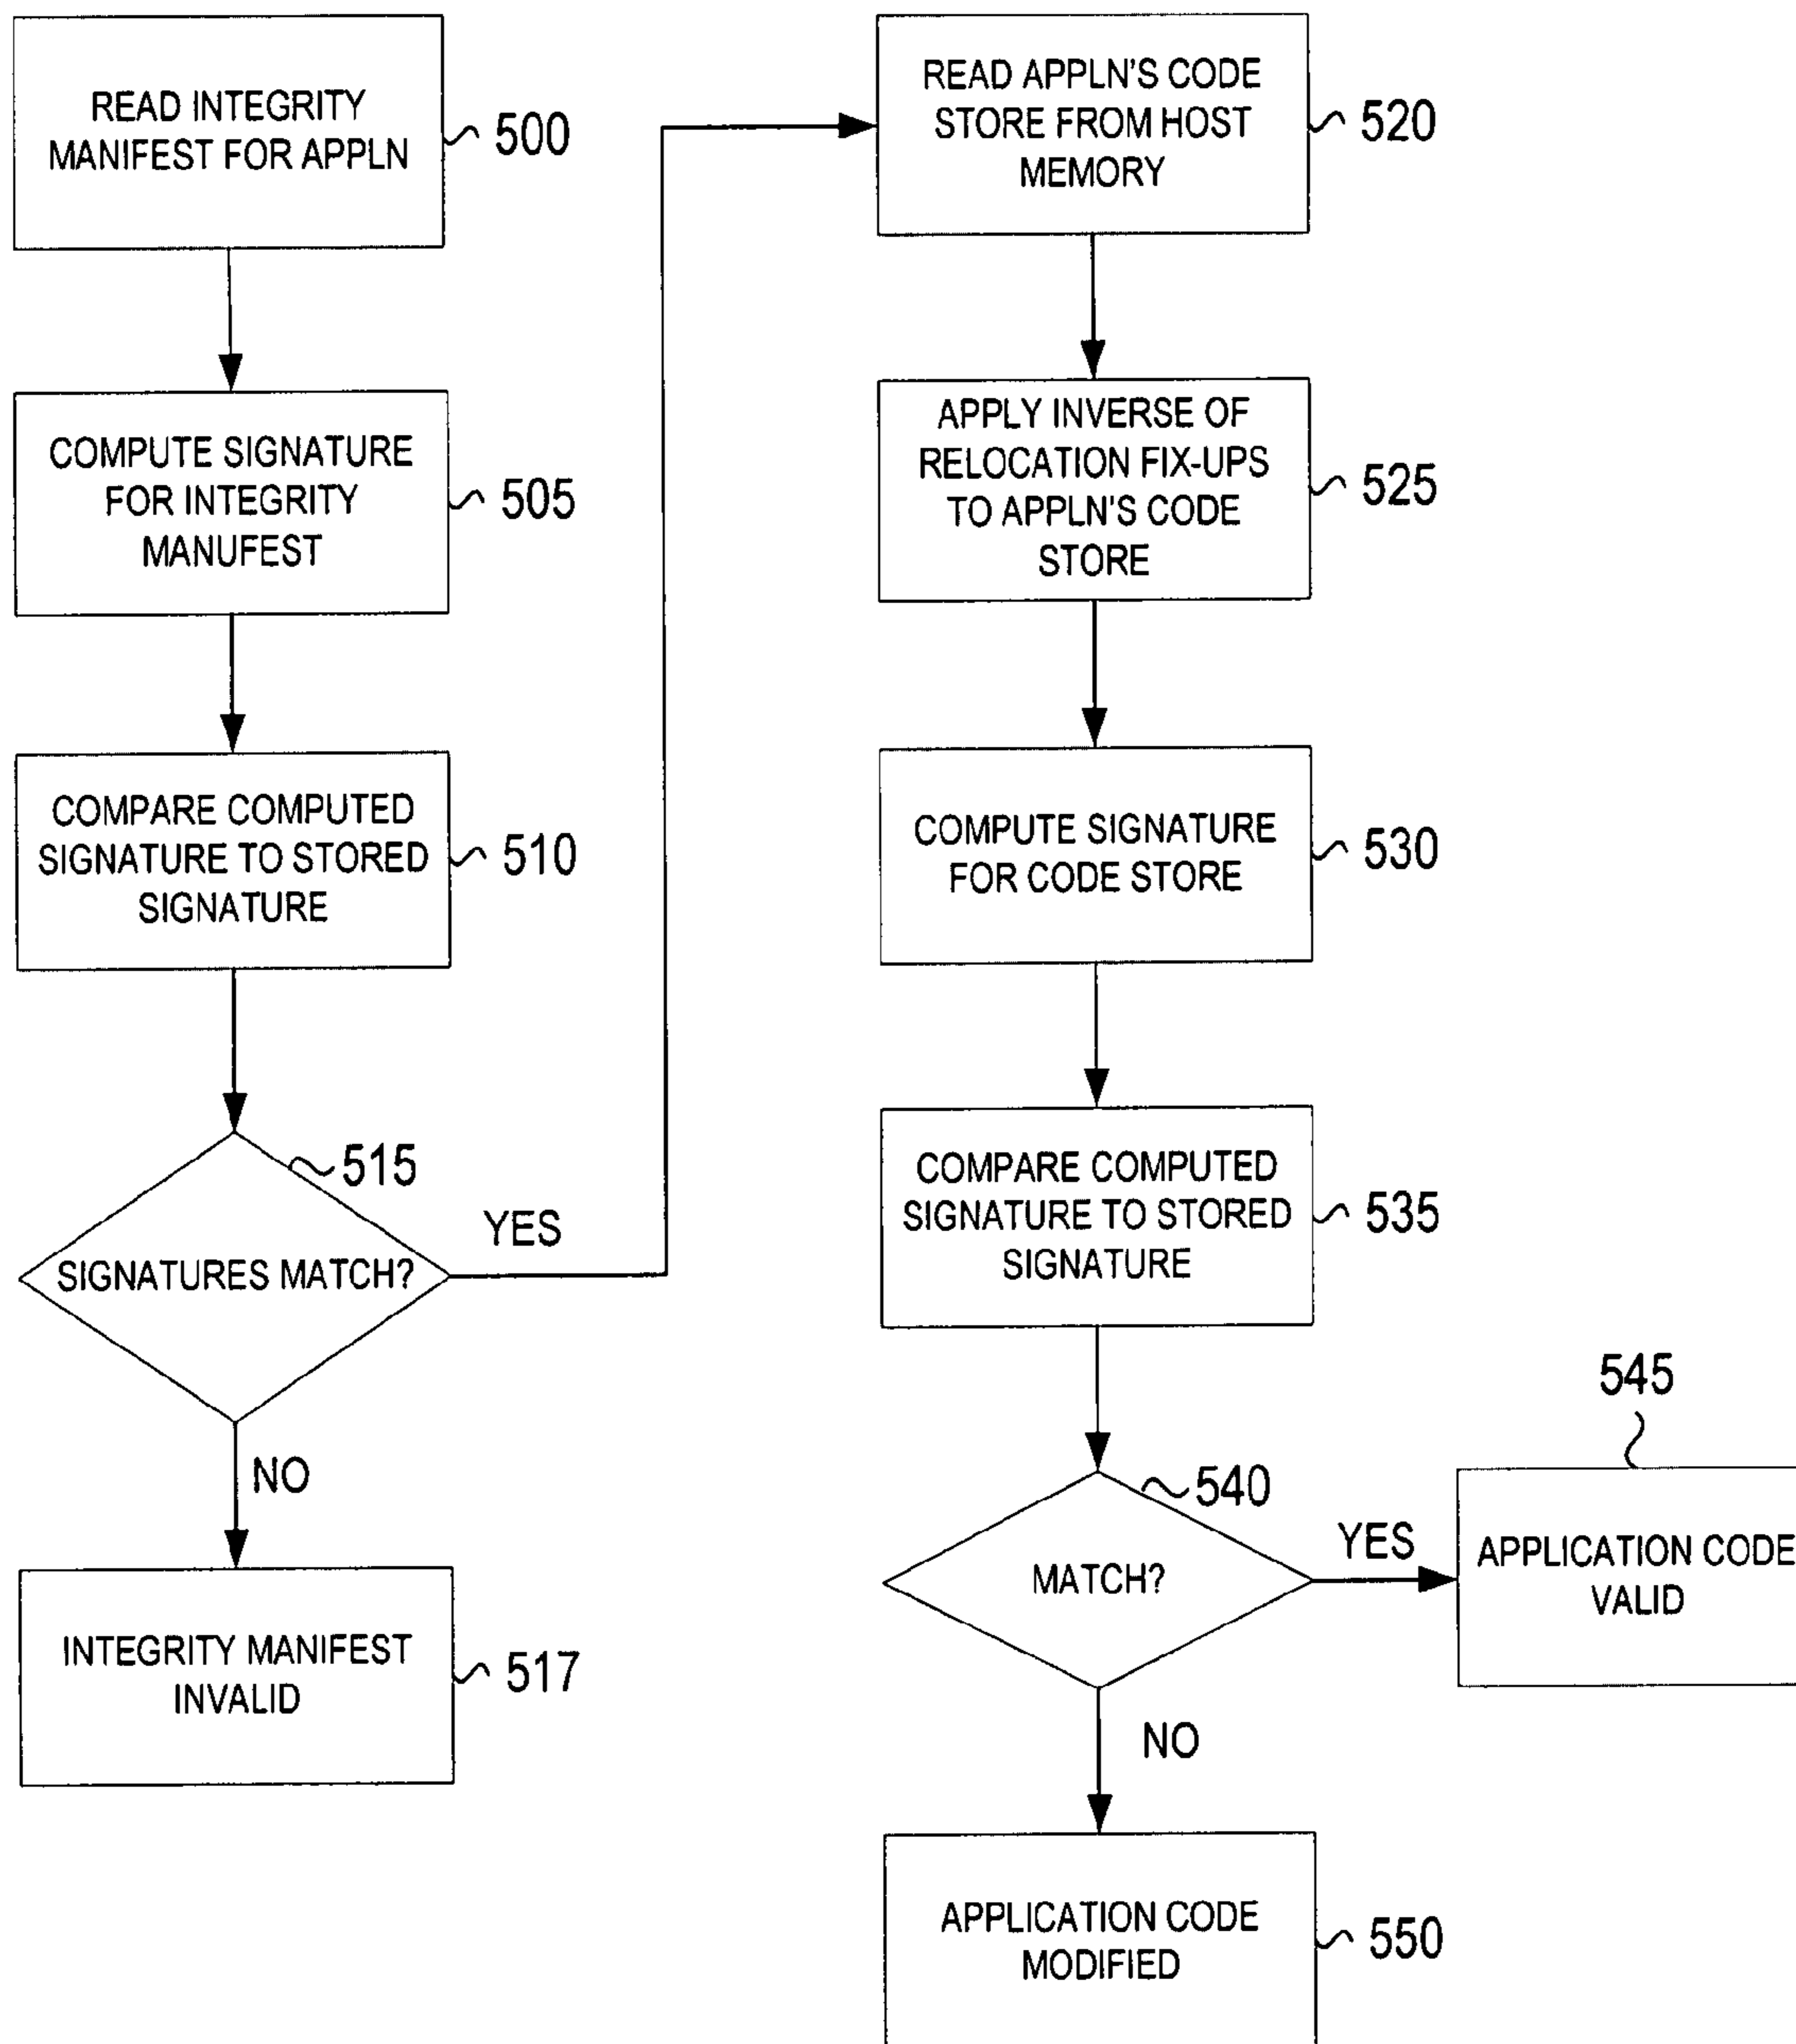 READ INTEGRITY
MANIFEST FOR APPLN
500
COMPUTE SIGNATURE
FOR INTEGRITY
MANUFEST
505
COMPARE COMPUTED
SIGNATURE TO STORED
SIGNATURE
510
515
SIGNATURES MATCH?
YES
NO
INTEGRITY MANIFEST
INVALID
517
READ APPLN'S CODE
STORE FROM HOST
MEMORY
520
APPLY INVERSE OF
RELOCATION FIX-UPS
TO APPLN'S CODE
STORE
525
COMPUTE SIGNATURE
FOR CODE STORE
530
COMPARE COMPUTED
SIGNATURE TO STORED
SIGNATURE
535
540
MATCH?
YES
545
APPLICATION CODE
VALID
NO
APPLICATION CODE
MODIFIED
550